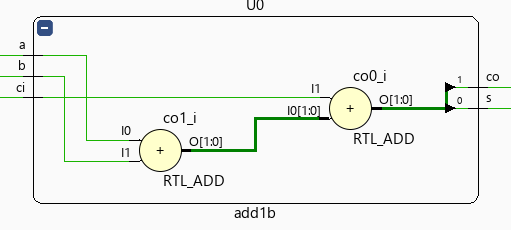 U0
a
b
ci
co1_i
I0
I1
+
O[1:0]
RTL_ADD
co0_i
I1
I0[1:0]
+
O[1:0]
RTL_ADD
1
0
co
s
add1b